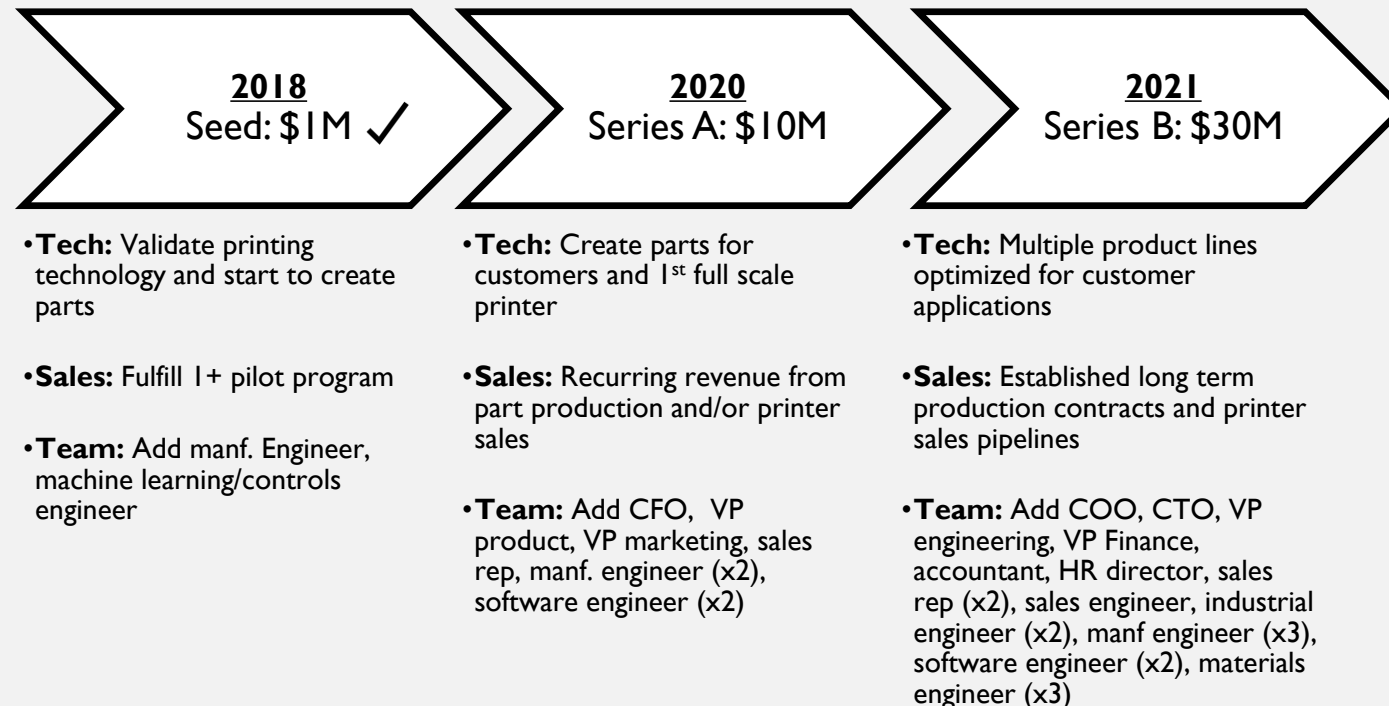 2018
Seed: $1M ✓
•Tech: Validate printing
technology and start to create
parts
•Sales: Fulfill 1+ pilot program
•Team: Add manf. Engineer,
machine learning/controls
engineer
2020
Series A: $10M
•Tech: Create parts for
customers and 1st full scale
printer
•Sales: Recurring revenue from
part production and/or printer
sales
•Team: Add CFO, VP
product, VP marketing, sales
rep, manf. engineer (x2),
software engineer (x2)
2021
Series B: $30M
•Tech: Multiple product lines
optimized for customer
applications
•Sales: Established long term
production contracts and printer
sales pipelines
•Team: Add COO, CTO, VP
engineering, VP Finance,
accountant, HR director, sales
rep (x2), sales engineer, industrial
engineer (x2), manf engineer (x3),
software engineer (x2), materials
engineer (x3)